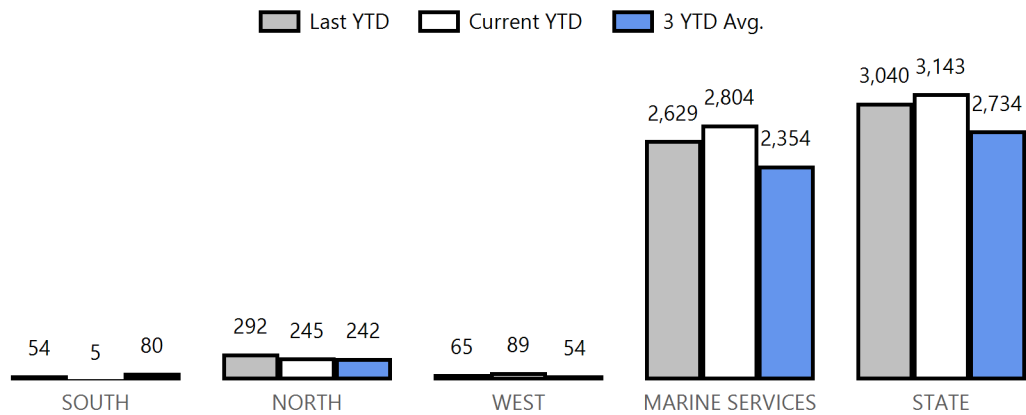 Last YTD Current YTD 3 YTD Avg.
54 5 80 292 245 242 65 89 54 2,629 2,804 2,354 3,040 3,143 2,734
SOUTH NORTH WEST MARINE SERVICES STATE